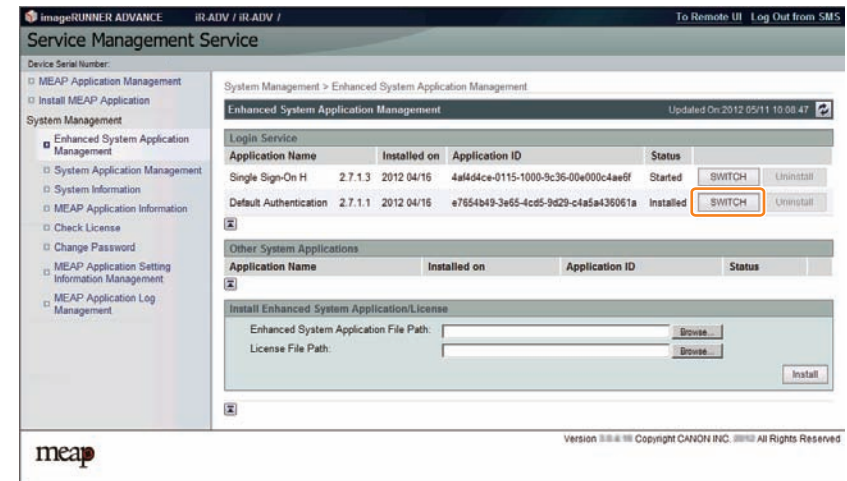 imageRUNNER ADVANCE iR-ADV / iR-ADV / To Remote UI Log Out from SMS
Service Management Service
Device Serial Number:
MEAP Application Management
Install MEAP Application
System Management
Enhanced System Application
Management
System Application Management
System Information
MEAP Application Information
Check License
Change Password
MEAP Application Setting
Information Management
MEAP Application Log
Management
System Management > Enhanced System Application Management
Enhanced System Application Management Updated On:2012 05/11 10:08:47
Login Service
Application Name Installed on Application ID Status
Single Sign-On H 2.7.1.3 2012 04/16 4af4d4ce-0115-1000-9c36-00e000c4ae6f Started SWITCH Uninstall
Default Authentication 2.7.1.1 2012 04/16 e7654b49-3e65-4cd5-9d29-c4a5a436061a Installed SWITCH Uninstall
Other System Applications
Application Name Installed on Application ID Status
Install Enhanced System Application/License
Enhanced System Application File Path: Browse...
License File Path: Browse...
Install
meap
Version Copyright CANON INC. All Rights Reserved